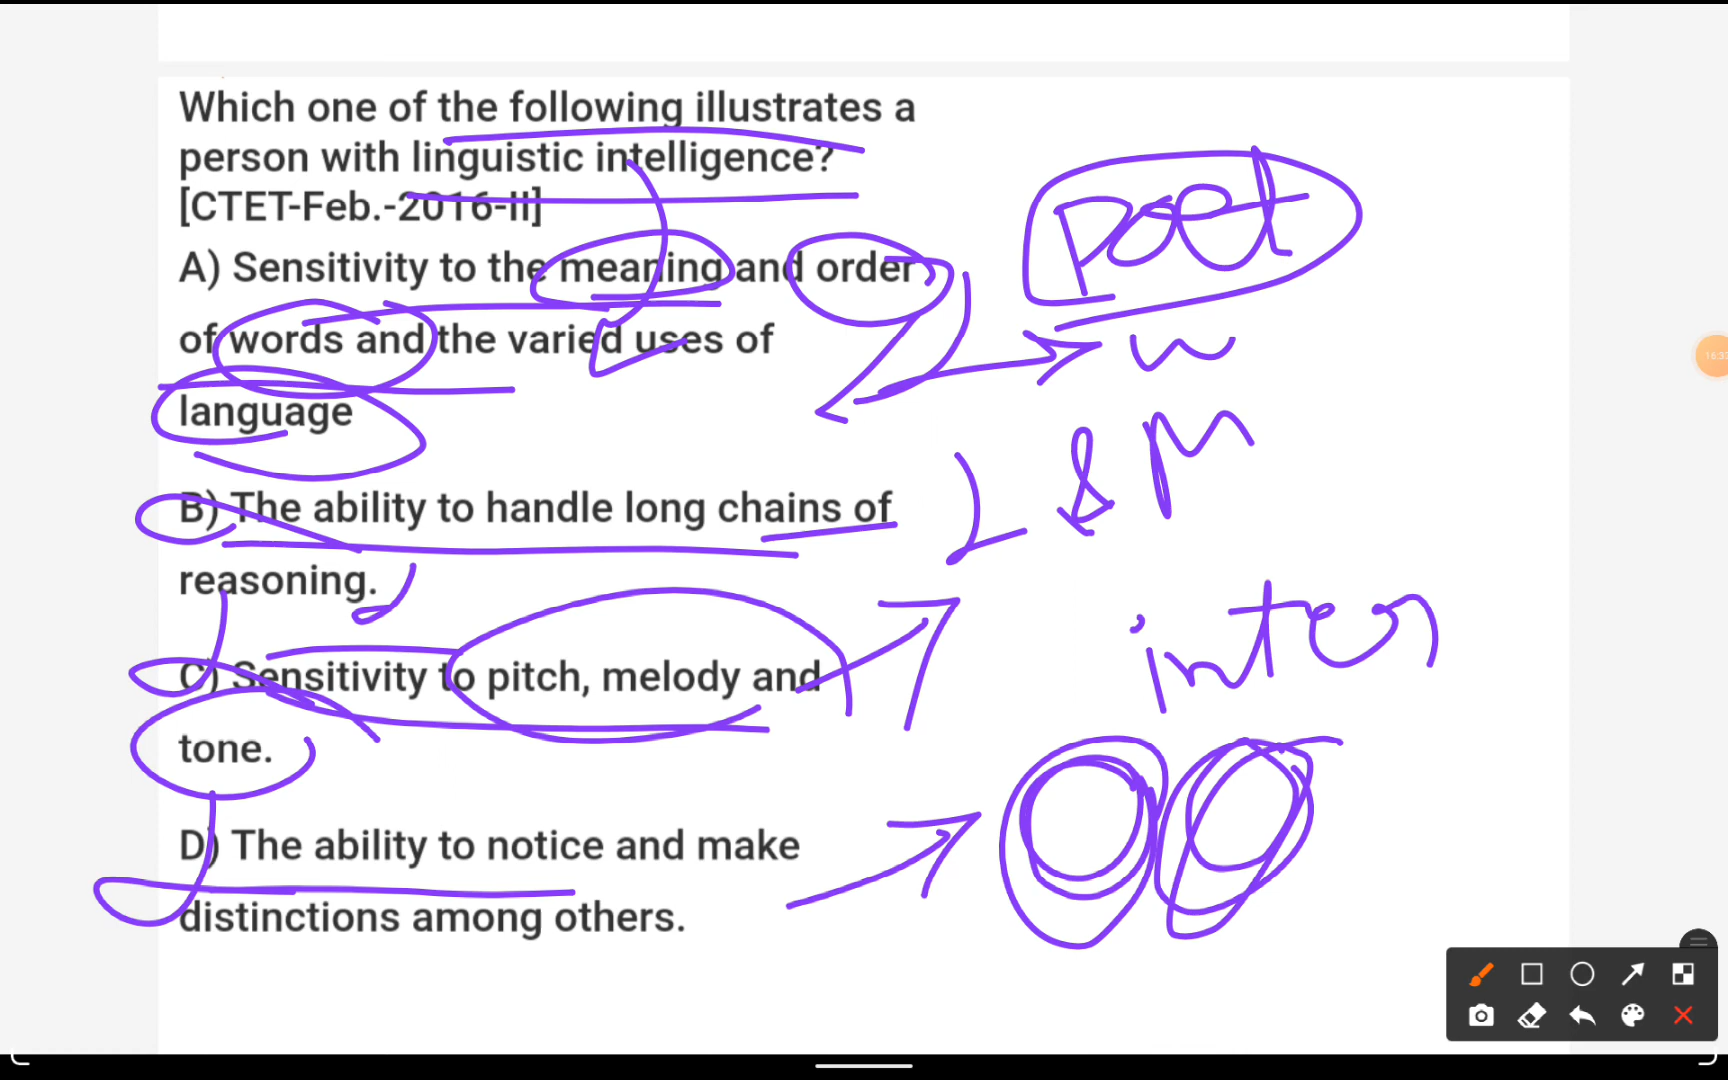 Which one of the following illustrates a
person with linguistic intelligence?
[CTET-Feb.-2016-II]
A) Sensitivity to the meaning and order
of words and the varied uses of
language
B) The ability to handle long chains of
reasoning.
C) Sensitivity to pitch, melody and
tone.
D) The ability to notice and make
distinctions among others.
poet
L & M
inter